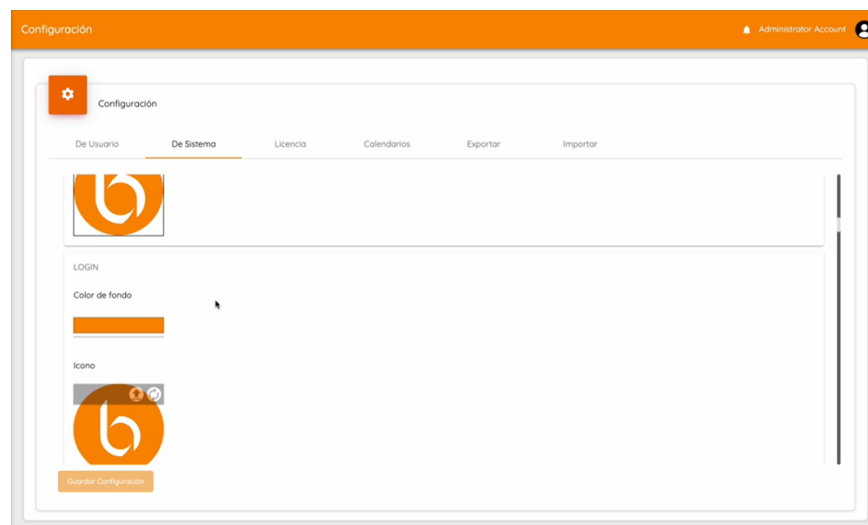 Configuración
Administrator Account
Configuración
De Usuario De Sistema Licencia Calendarios Exportar Importar
LOGIN
Color de fondo
Icono
Guardar Configuración